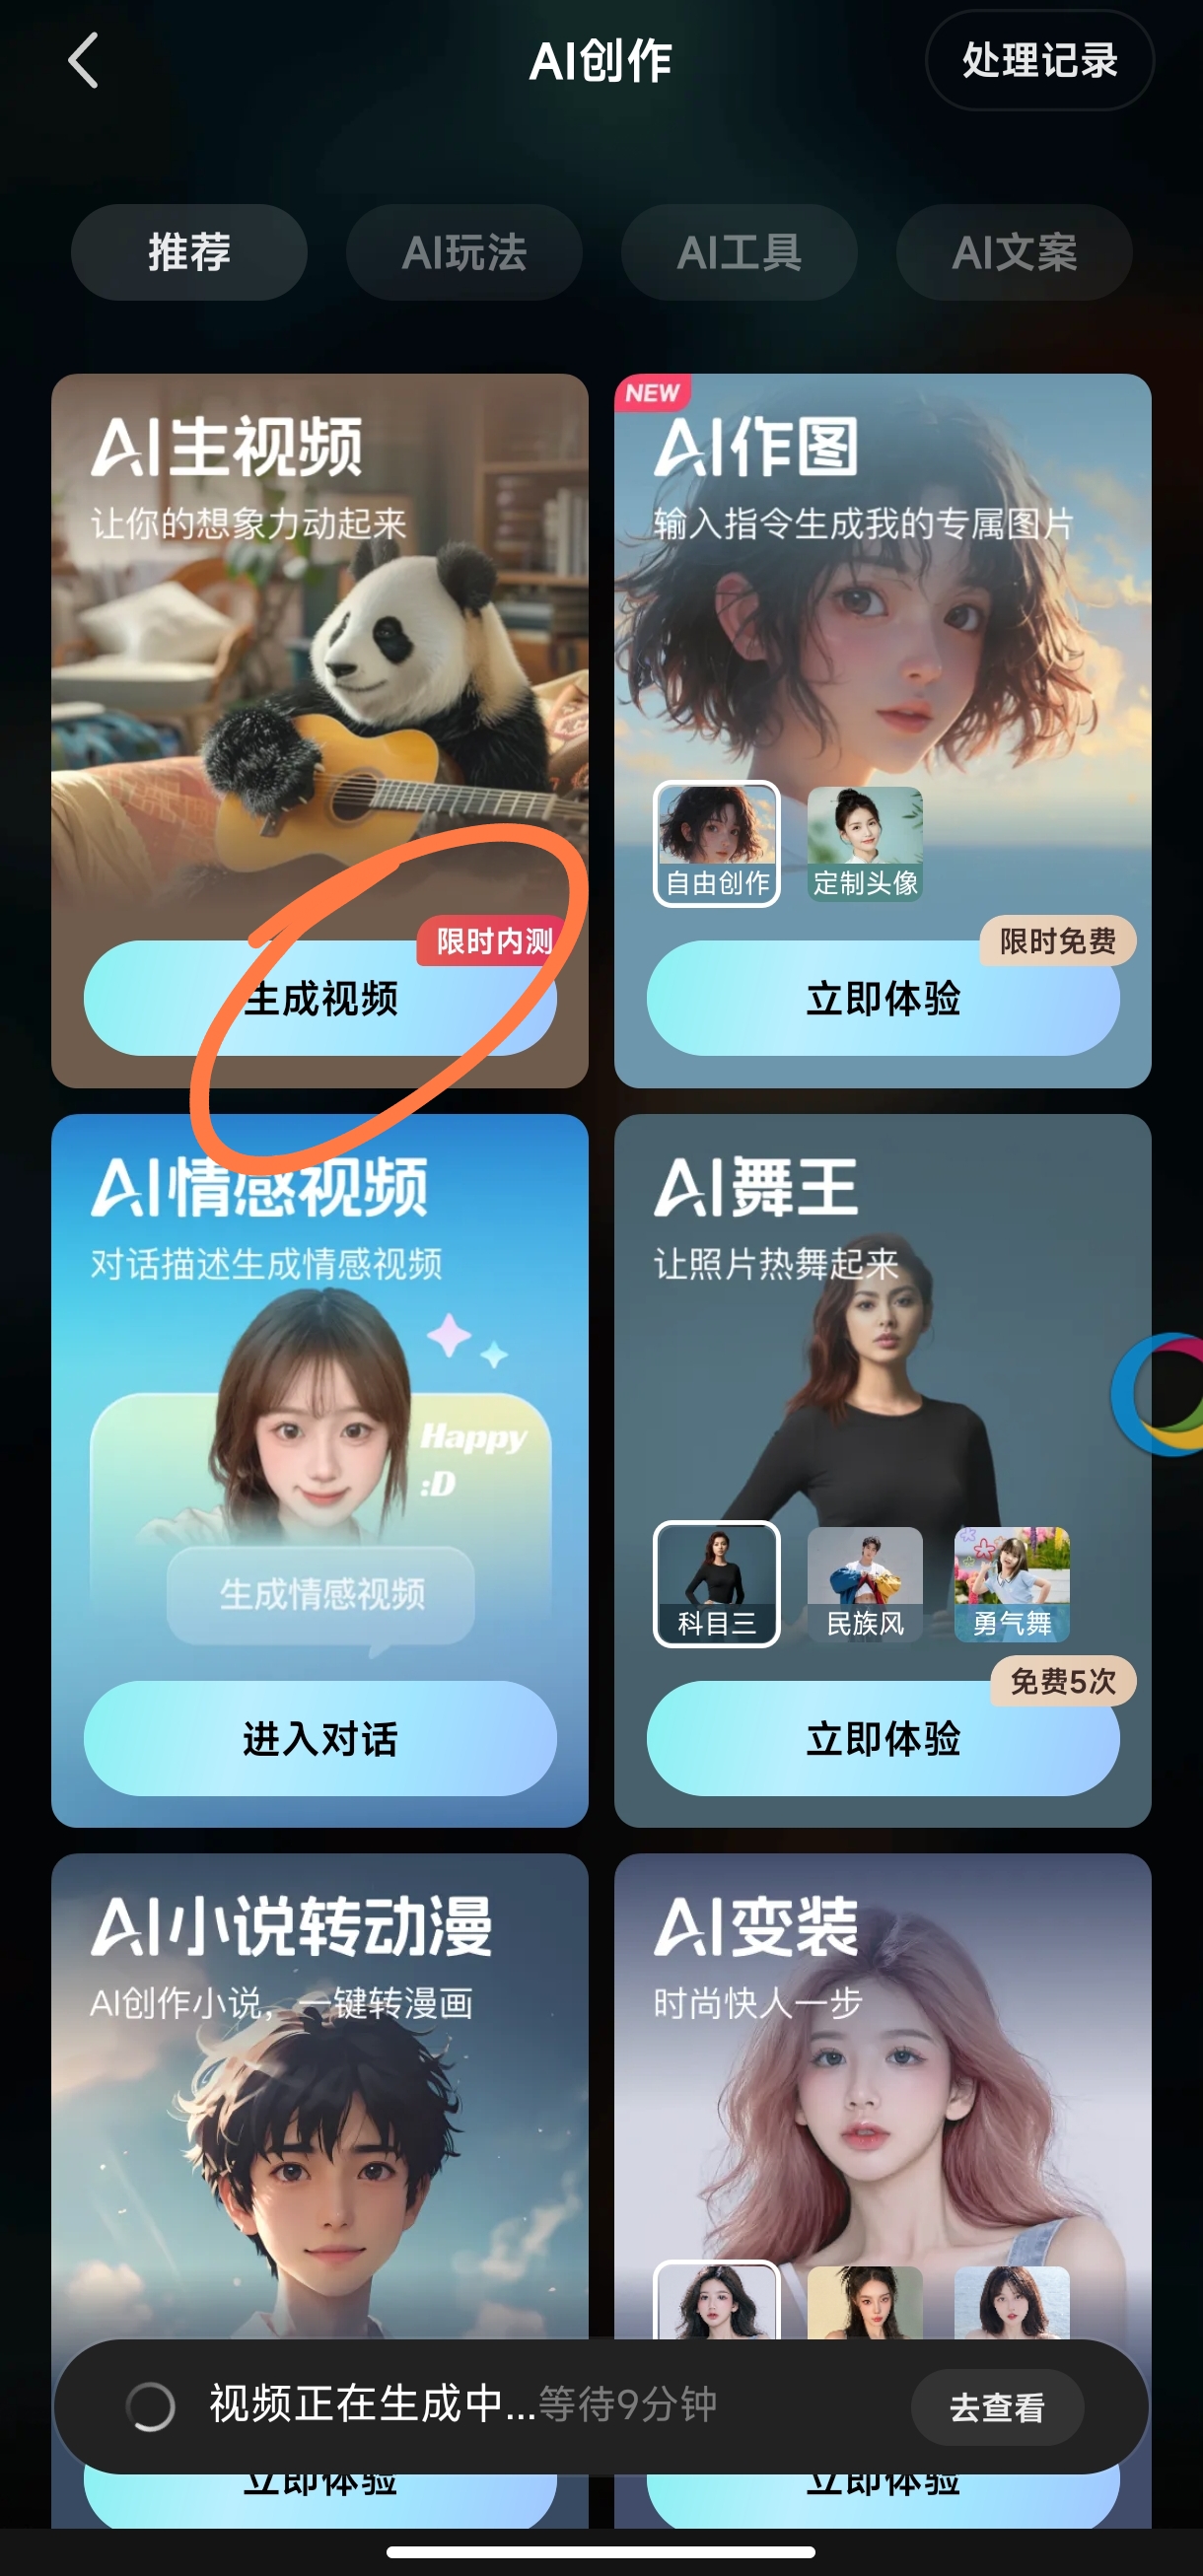 AI创作
处理记录
推荐
AI玩法
AI工具
AI文案
AI主视频
让你的想象力动起来
限时内测
生成视频
NEW
AI作图
输入指令生成我的专属图片
自由创作
定制头像
限时免费
立即体验
AI情感视频
对话描述生成情感视频
Happy
:D
生成情感视频
进入对话
AI舞王
让照片热舞起来
科目三
民族风
勇气舞
免费5次
立即体验
AI小说转动漫
AI创作小说，一键转漫画
AI变装
时尚快人一步
视频正在生成中...等待9分钟
去查看
立即体验
立即体验